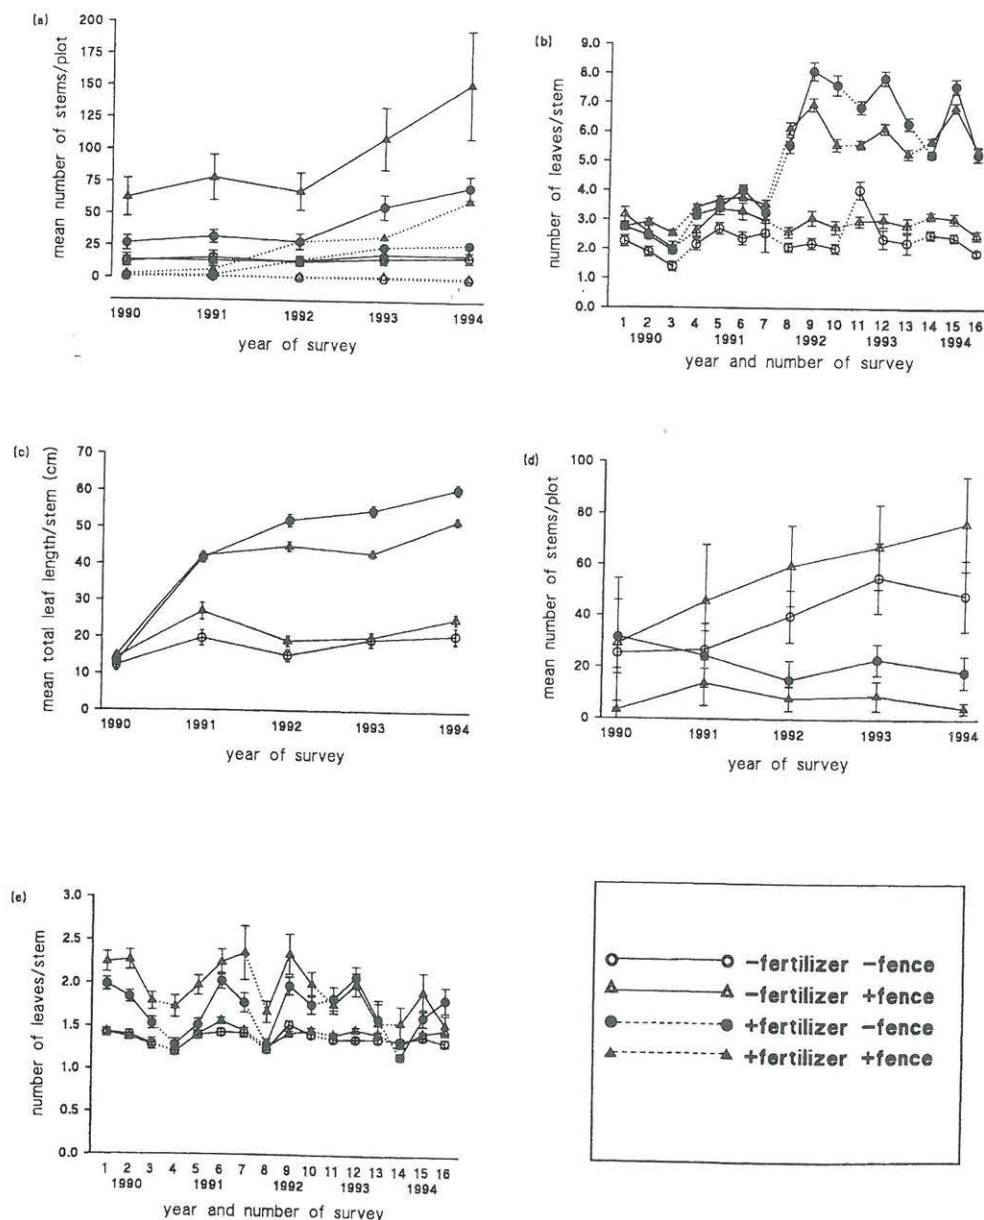 (a)
200
175
150
125
100
75
50
25
0
mean number of stems/plot
1990 1991 1992 1993 1994
year of survey
(b)
9.0
8.0
7.0
6.0
5.0
4.0
3.0
2.0
1.0
0.0
number of leaves/stem
1 2 3 4 5 6 7 8 9 10 11 12 13 14 15 16
1990 1991 1992 1993 1994
year and number of survey
(c)
70
60
50
40
30
20
10
0
mean total leaf length/stem (cm)
1990 1991 1992 1993 1994
year of survey
(d)
100
80
60
40
20
0
mean number of stems/plot
1990 1991 1992 1993 1994
year of survey
(e)
3.0
2.5
2.0
1.5
1.0
0.5
0.0
number of leaves/stem
1 2 3 4 5 6 7 8 9 10 11 12 13 14 15 16
1990 1991 1992 1993 1994
year and number of survey
-fertilizer -fence
-fertilizer +fence
+fertilizer -fence
+fertilizer +fence